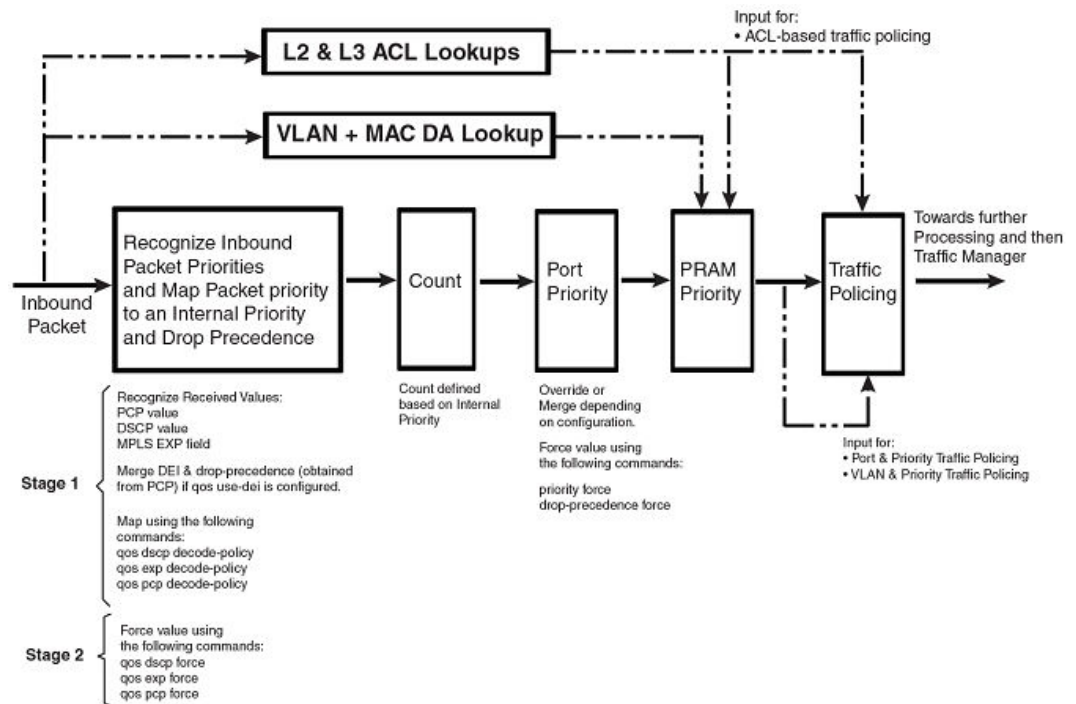 Input for:
• ACL-based traffic policing
L2 & L3 ACL Lookups
VLAN + MAC DA Lookup
Inbound
Packet
Recognize Inbound
Packet Priorities
and Map Packet priority
to an Internal Priority
and Drop Precedence
Count
Port
Priority
PRAM
Priority
Traffic
Policing
Towards further
Processing and then
Traffic Manager
Count defined
based on Internal
Priority
Override or
Merge depending
on configuration.
Force value using
the following commands:
priority force
drop-precedence force
Input for:
• Port & Priority Traffic Policing
• VLAN & Priority Traffic Policing
Stage 1
Recognize Received Values:
PCP value
DSCP value
MPLS EXP field
Merge DEI & drop-precedence (obtained
from PCP) if qos use-dei is configured.
Map using the following
commands:
qos dscp decode-policy
qos exp decode-policy
qos pcp decode-policy
Stage 2
Force value using
the following commands:
qos dscp force
qos exp force
qos pcp force